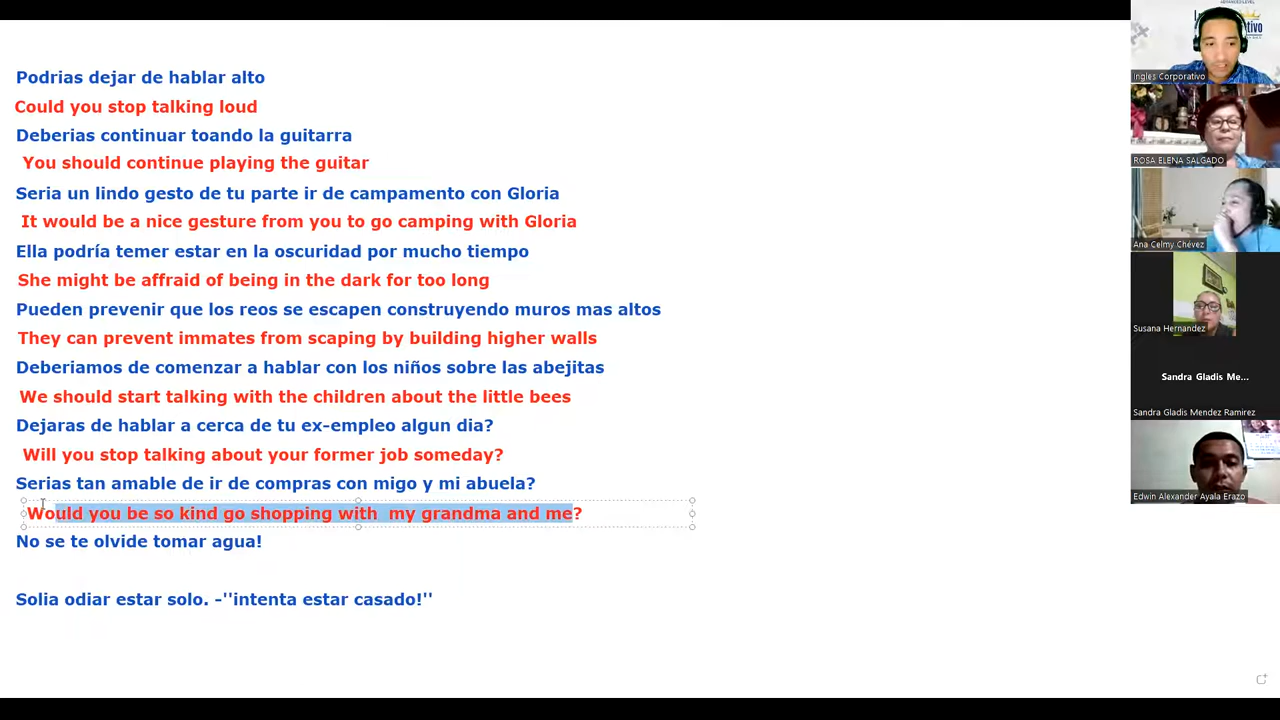 Podrias dejar de hablar alto
Could you stop talking loud
Deberias continuar toando la guitarra
You should continue playing the guitar
Seria un lindo gesto de tu parte ir de campamento con Gloria
It would be a nice gesture from you to go camping with Gloria
Ella podría temer estar en la oscuridad por mucho tiempo
She might be affraid of being in the dark for too long
Pueden prevenir que los reos se escapen construyendo muros mas altos
They can prevent immates from scaping by building higher walls
Deberiamos de comenzar a hablar con los niños sobre las abejitas
We should start talking with the children about the little bees
Dejaras de hablar a cerca de tu ex-empleo algun dia?
Will you stop talking about your former job someday?
Serias tan amable de ir de compras con migo y mi abuela?
Would you be so kind go shopping with my grandma and me?
No se te olvide tomar agua!
Solia odiar estar solo. -''intenta estar casado!''
Ingles Corporativo
ROSA ELENA SALGADO
Ana Celmy Chévez
Susana Hernandez
Sandra Gladis Me...
Sandra Gladis Mendez Ramirez
Edwin Alexander Ayala Erazo